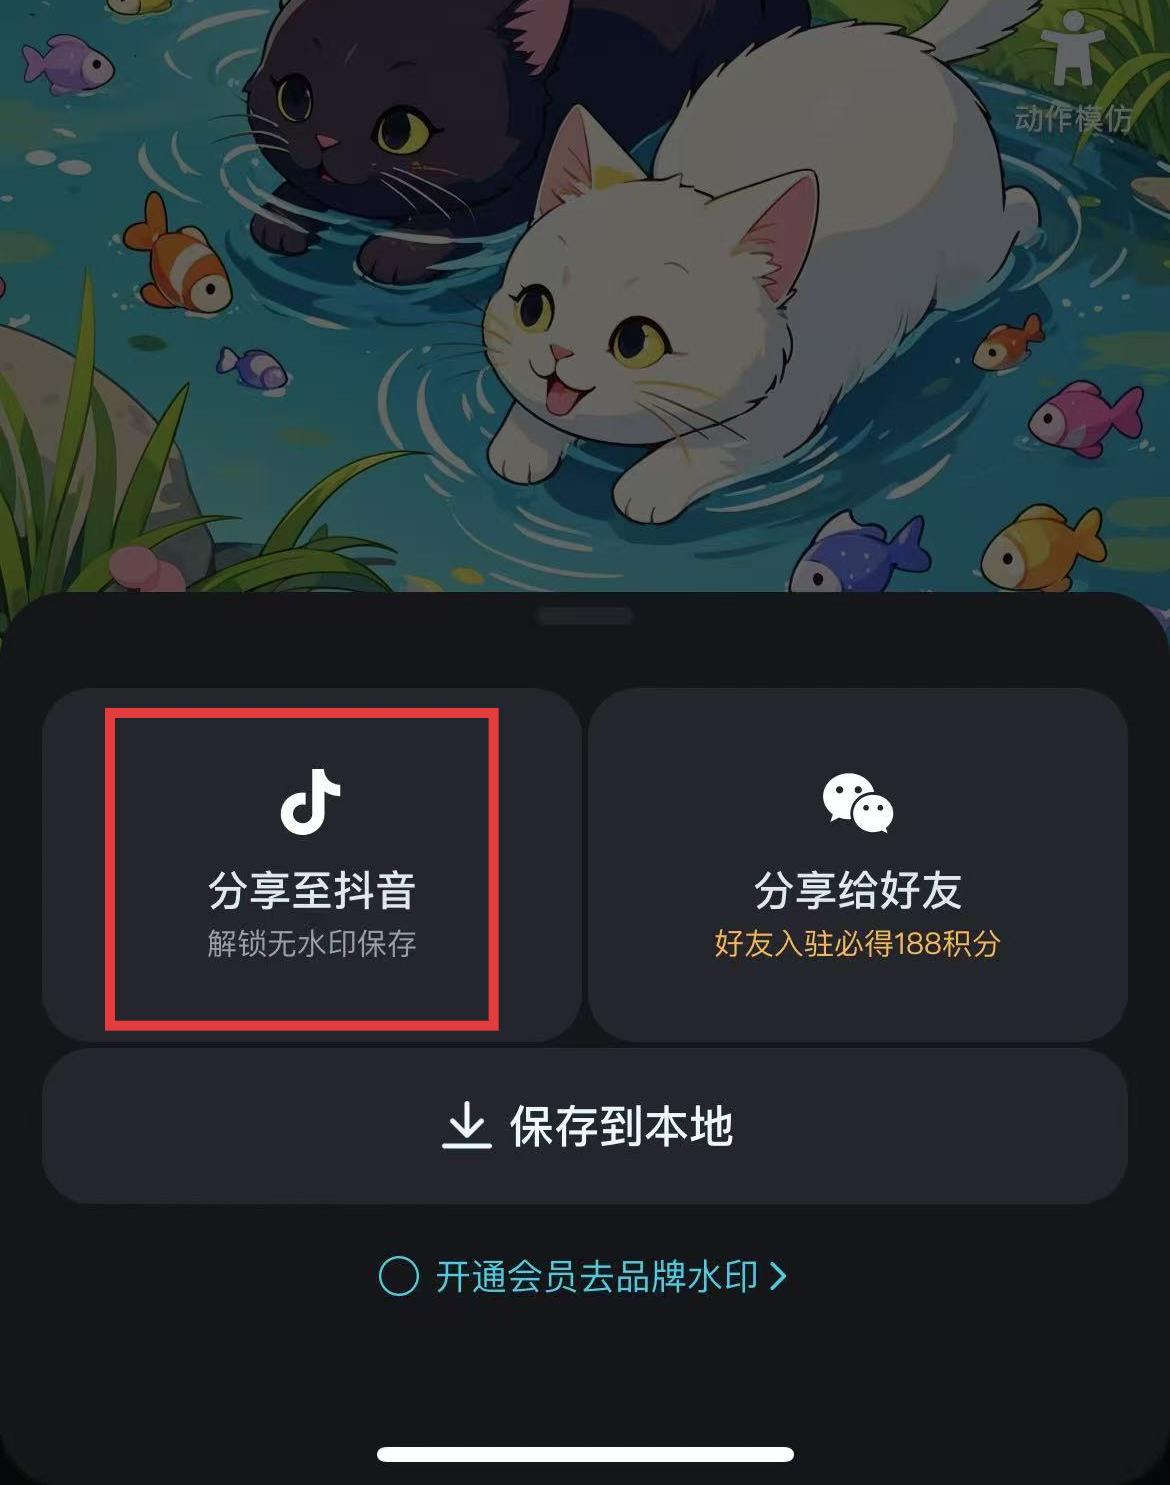 动作模仿
分享至抖音
解锁无水印保存
分享给好友
好友入驻必得188积分
保存到本地
开通会员去品牌水印